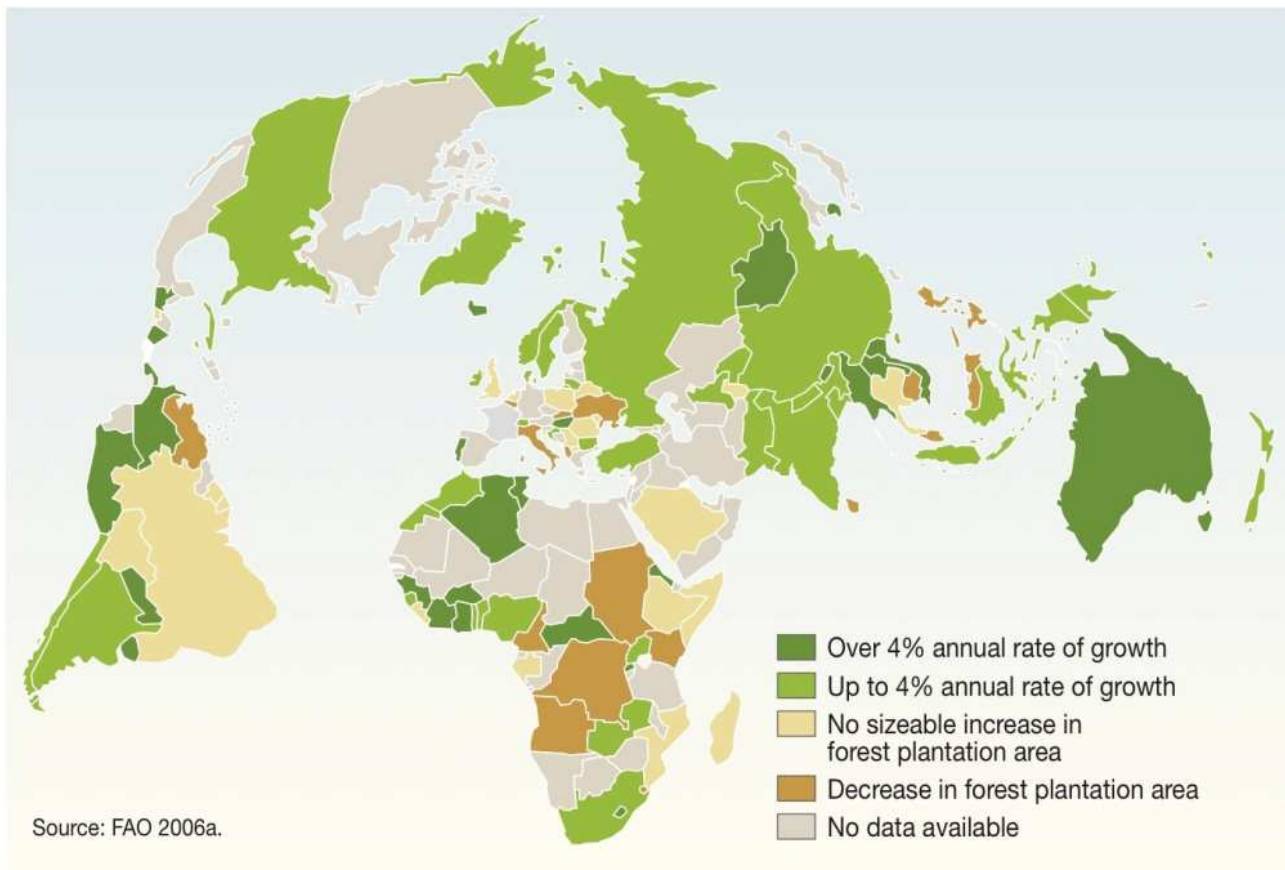 Over 4% annual rate of growth
Up to 4% annual rate of growth
No sizeable increase in
forest plantation area
Decrease in forest plantation area
No data available
Source: FAO 2006a.